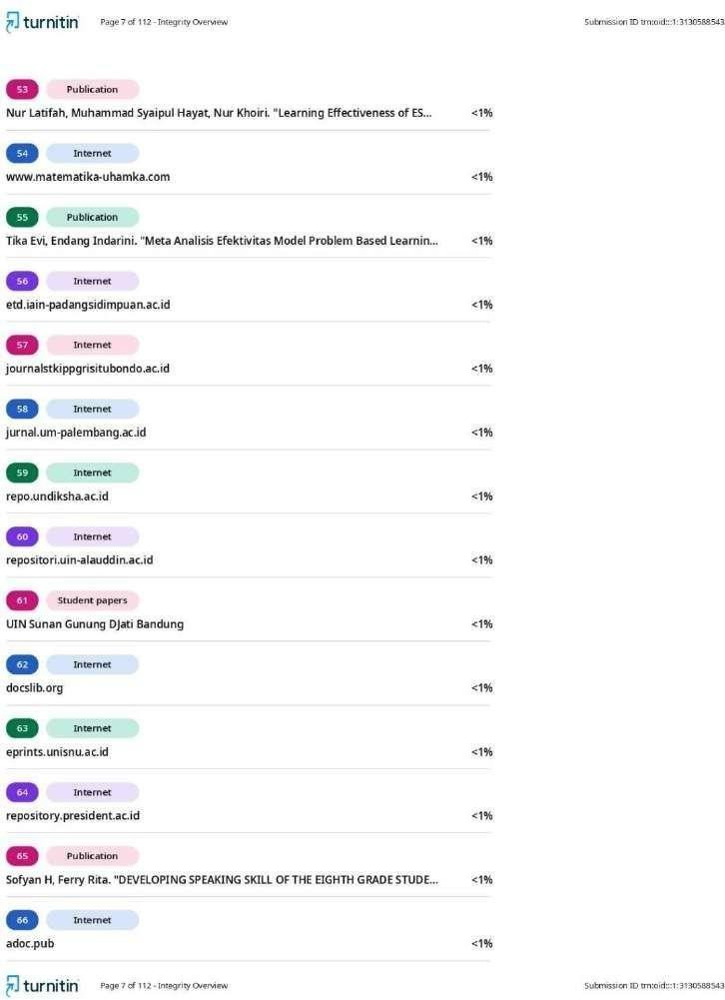 turnitin Page 7 of 112 - Integrity Overview Submission ID trn:oid:::1:3130588543
53 Publication
Nur Latifah, Muhammad Syaipul Hayat, Nur Khoiri. "Learning Effectiveness of ES... <1%
54 Internet
www.matematika-uhamka.com <1%
55 Publication
Tika Evi, Endang Indarini. "Meta Analisis Efektivitas Model Problem Based Learnin... <1%
56 Internet
etd.iain-padangsidimpuan.ac.id <1%
57 Internet
journalstkippgrisitubondo.ac.id <1%
58 Internet
jurnal.um-palembang.ac.id <1%
59 Internet
repo.undiksha.ac.id <1%
60 Internet
repositori.uin-alauddin.ac.id <1%
61 Student papers
UIN Sunan Gunung DJati Bandung <1%
62 Internet
docslib.org <1%
63 Internet
eprints.unisnu.ac.id <1%
64 Internet
repository.president.ac.id <1%
65 Publication
Sofyan H, Ferry Rita. "DEVELOPING SPEAKING SKILL OF THE EIGHTH GRADE STUDE... <1%
66 Internet
adoc.pub <1%
turnitin Page 7 of 112 - Integrity Overview Submission ID trn:oid:::1:3130588543